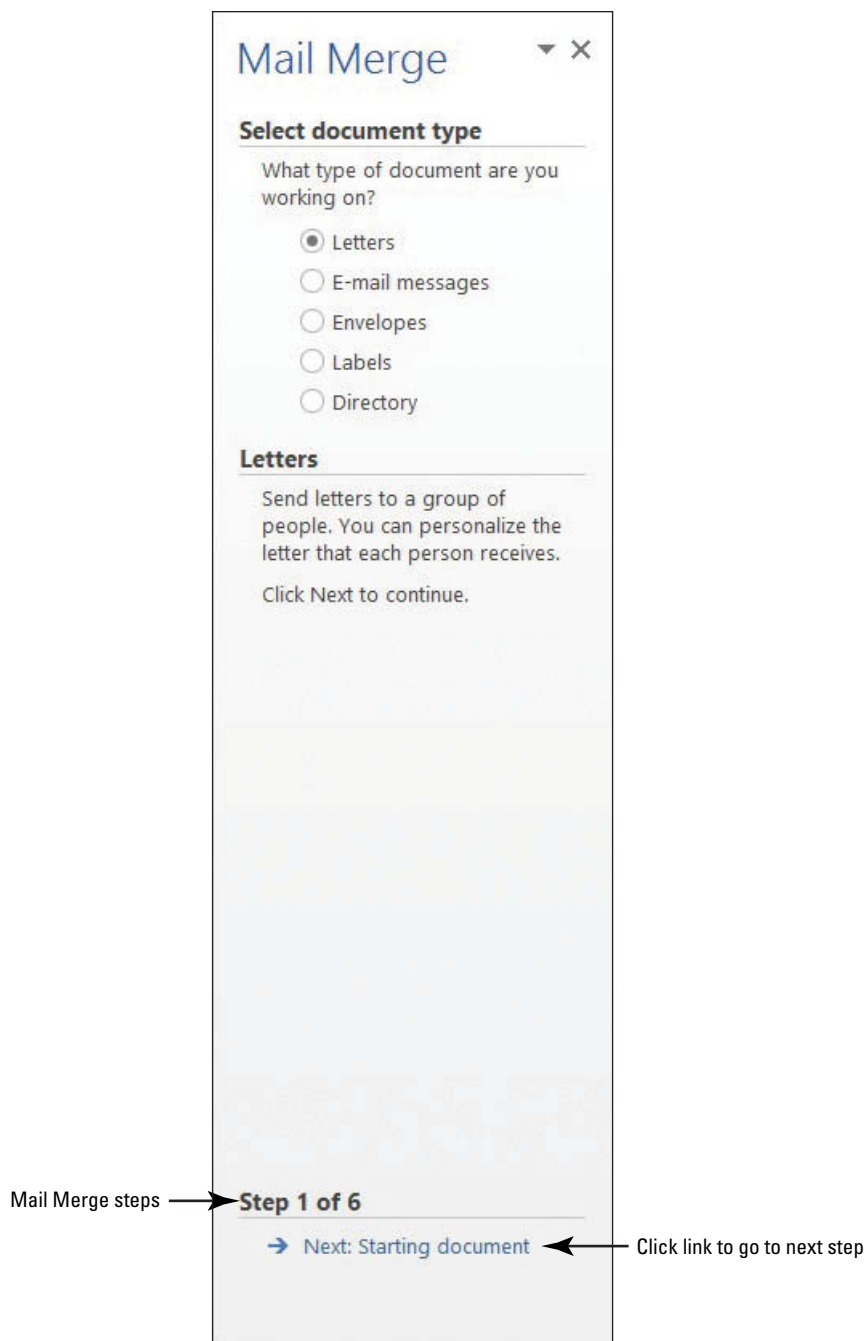 Mail Merge
Select document type
What type of document are you
working on?
Letters
E-mail messages
Envelopes
Labels
Directory
Letters
Send letters to a group of
people. You can personalize the
letter that each person receives.
Click Next to continue.
Mail Merge steps
Step 1 of 6
Next: Starting document
Click link to go to next step